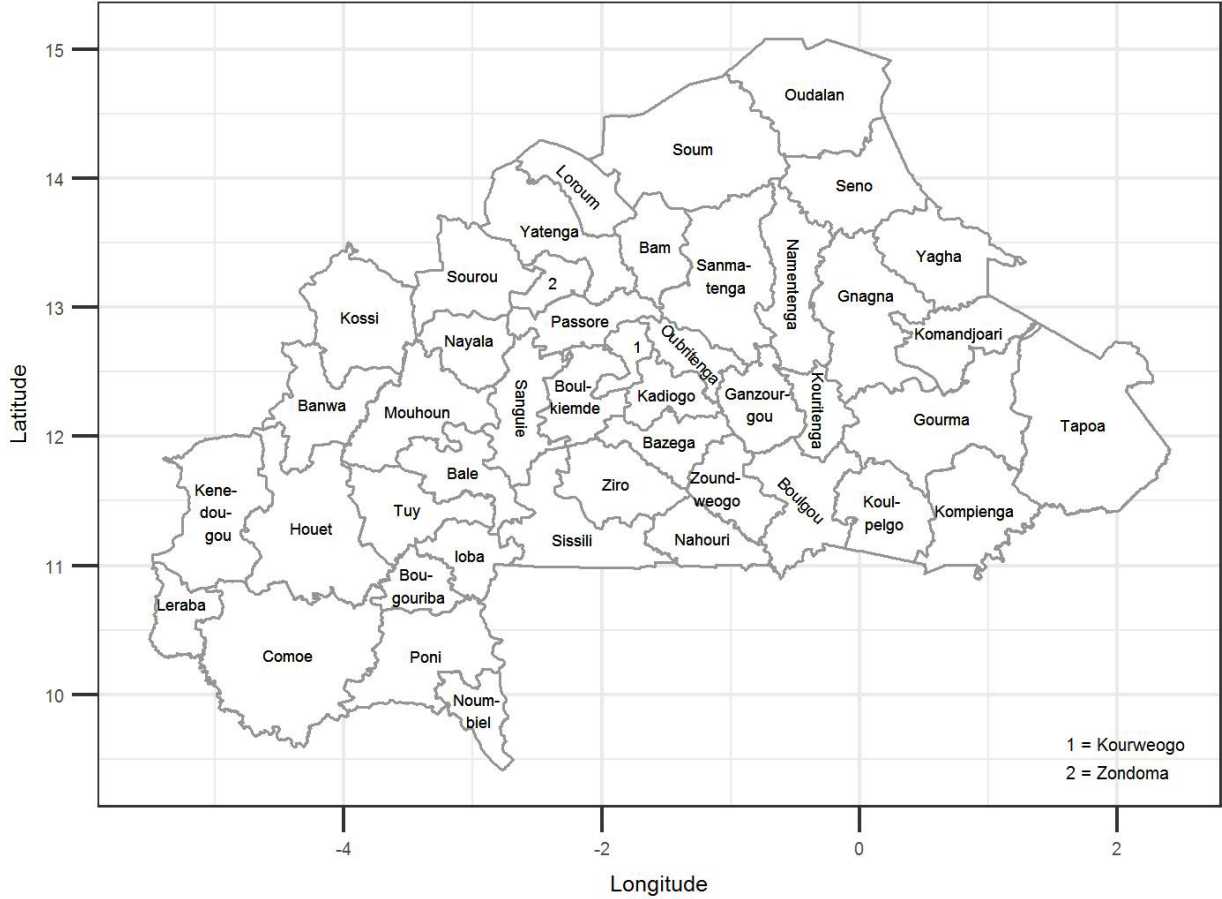 15
14
13
12
11
10
Latitude
Oudalan
Soum
Seno
Loroum
Yatenga
Bam
Sanma-
tenga
Namentenga
Yagha
Gnagna
Sourou
2
Kossi
Passore
Nayala
1
Oubritenga
Komandjoari
Banwa
Mouhoun
Sanguie
Boul-
kiemde
Kadiogo
Ganzour-
gou
Kouritenga
Gourma
Tapoa
Bazega
Bale
Ziro
Zound-
weogo
Boulgou
Koul-
pelgo
Kompienga
Kene-
dou-
gou
Houet
Tuy
Sissili
Nahouri
Ioba
Bou-
gouriba
Leraba
Comoe
Poni
Noum-
biel
1 = Kourweogo
2 = Zondoma
-4
-2
0
2
Longitude